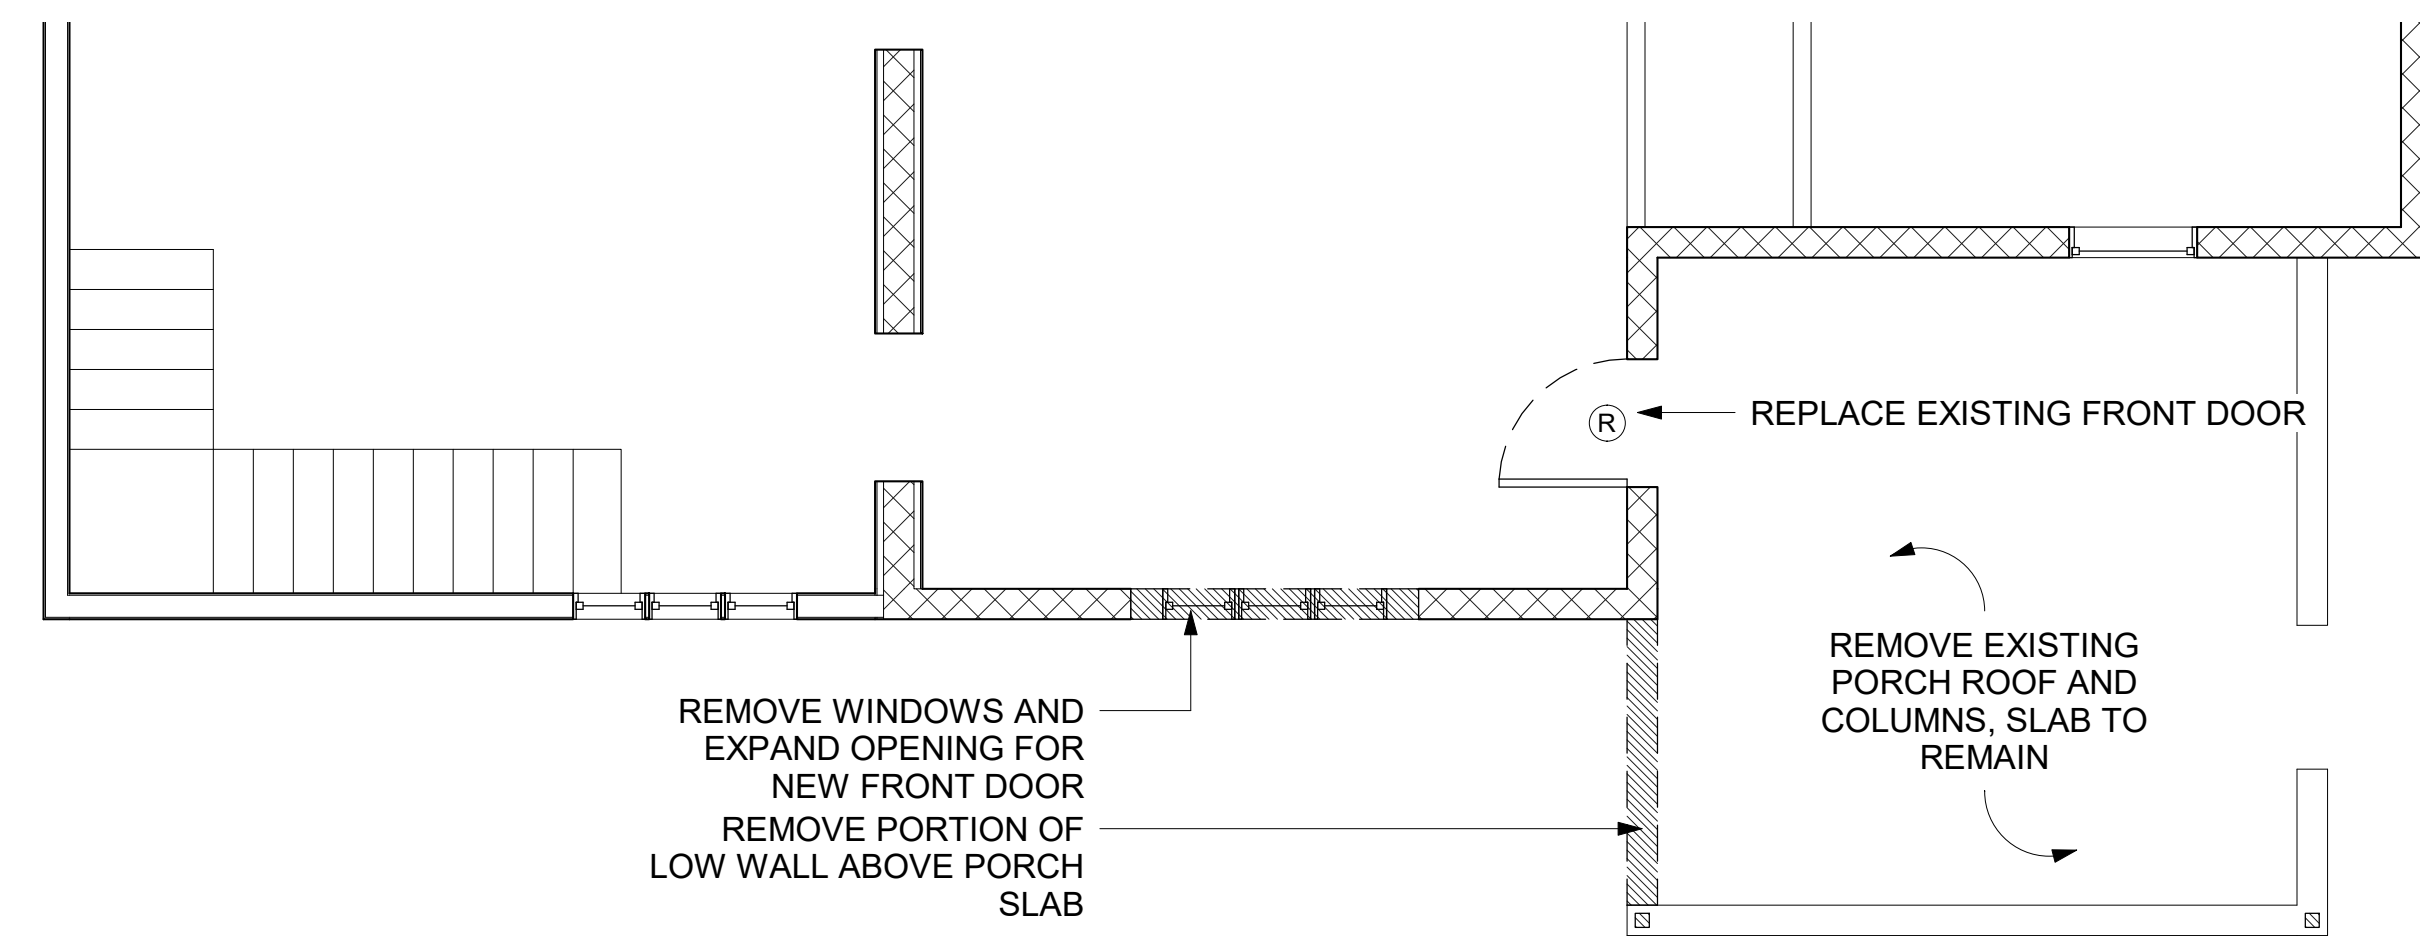 R
REPLACE EXISTING FRONT DOOR
REMOVE EXISTING
PORCH ROOF AND
COLUMNS, SLAB TO
REMAIN
REMOVE WINDOWS AND
EXPAND OPENING FOR
NEW FRONT DOOR
REMOVE PORTION OF
LOW WALL ABOVE PORCH
SLAB